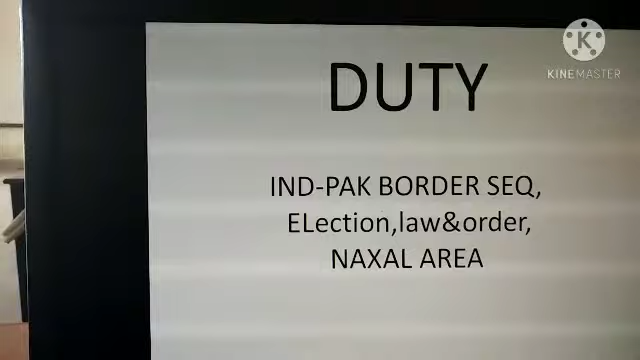 KINEMASTER
DUTY
IND-PAK BORDER SEQ,
ELection,law&order,
NAXAL AREA